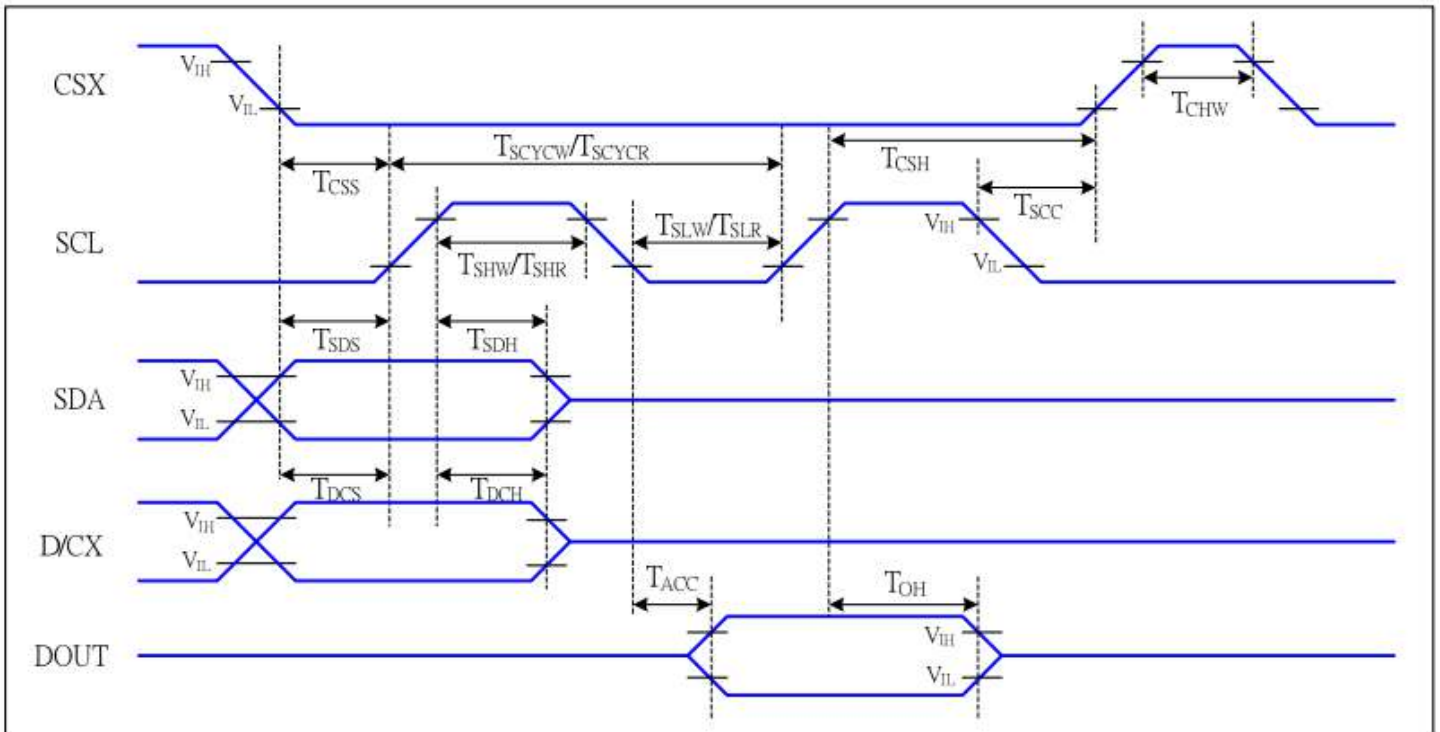 CSX
VIH
VIL
TCHW
TSCYCW/TSCYCR
TCSH
TCSS
TSCC
SCL
TSLW/TSLR
VIH
TSHW/TSHR
VIL
TSDS
TSDH
SDA
VIH
VIL
TDCS
TDCH
D/CX
VIH
VIL
TACC
TOH
DOUT
VIH
VIL